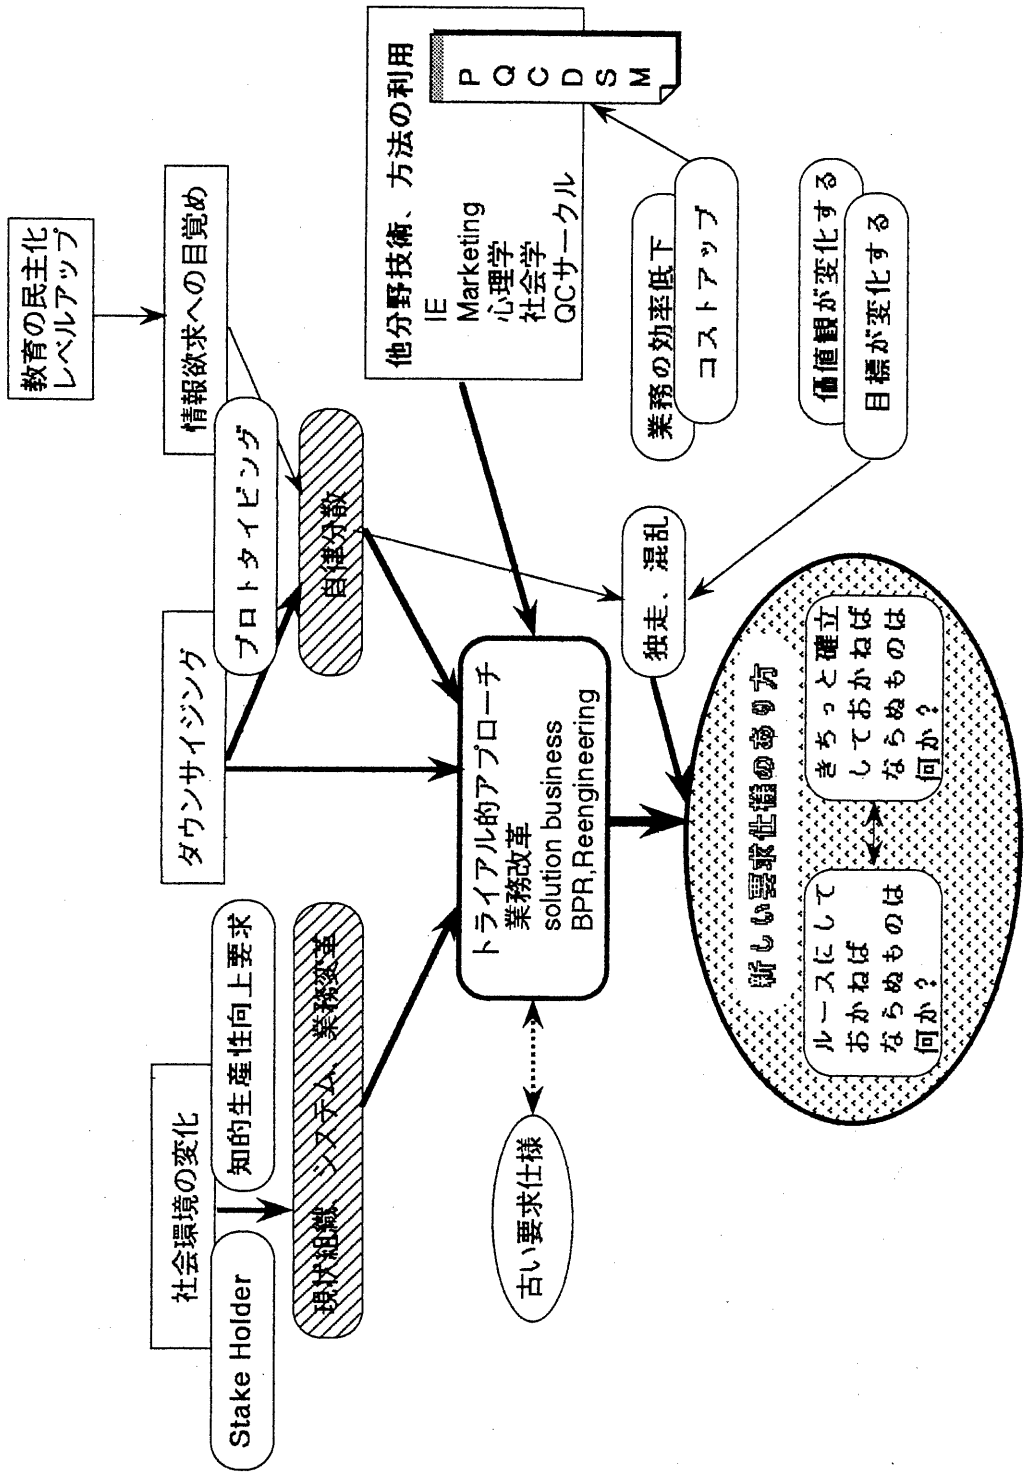 教育の民主化
レベルアップ
情報欲求への目覚め
プロトタイピング
自律分散
ダウンサイジング
社会環境の変化
知的生産性向上要求
Stake Holder
現状組織、システム、業務変革
他分野技術、方法の利用
IE
Marketing
心理学
社会学
QCサークル
P
Q
C
D
S
M
業務の効率低下
コストアップ
価値観が変化する
目標が変化する
独走、混乱
トライアル的アプローチ
業務改革
solution business
BPR,Reengineering
古い要求仕様
新しい要求仕様のあり方
ルースにして
おかねば
ならぬものは
何か?
きちっと確立
しておかねば
ならぬものは
何か?